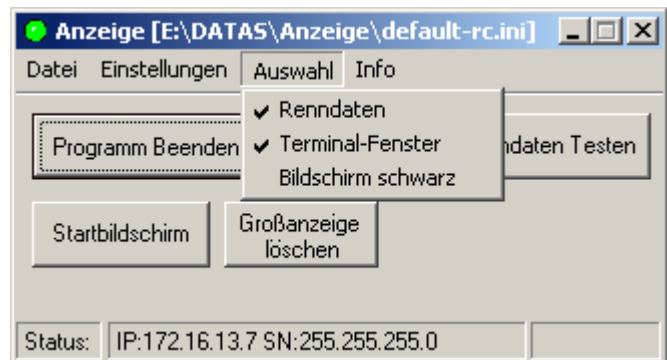 Anzeige [E:\DATAS\Anzeige\default-rc.ini]
Datei Einstellungen Auswahl Info
Renndaten
Terminal-Fenster
Bildschirm schwarz
Programm Beenden
ndaten Testen
Startbildschirm
Großanzeige
löschen
Status: IP:172.16.13.7 SN:255.255.255.0